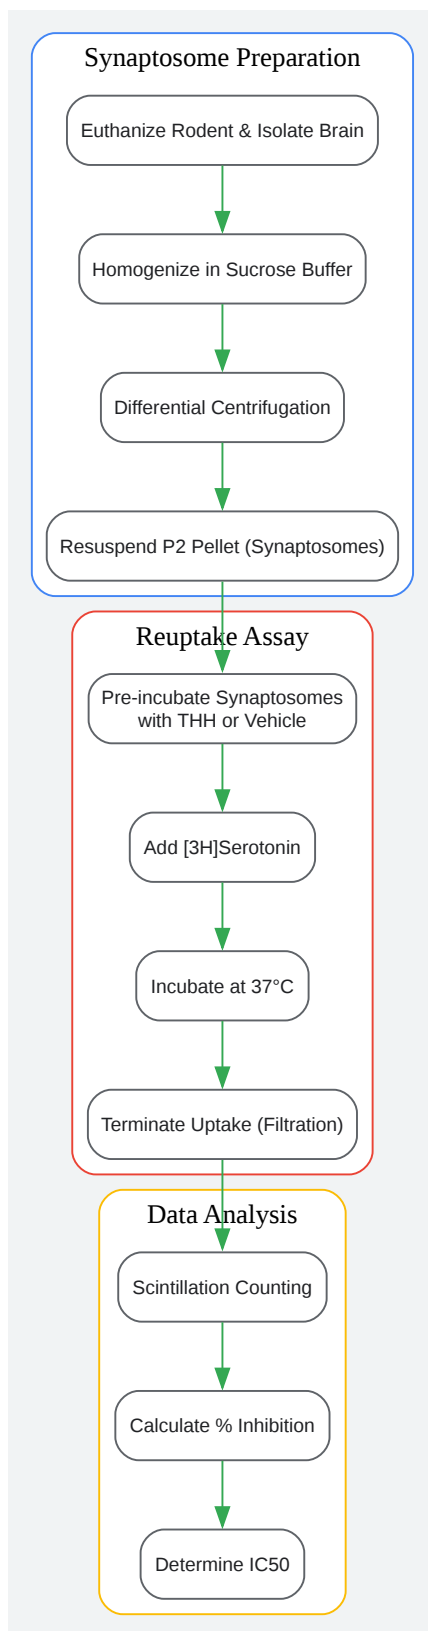 Synaptosome Preparation
Euthanize Rodent & Isolate Brain
Homogenize in Sucrose Buffer
Differential Centrifugation
Resuspend P2 Pellet (Synaptosomes)
Reuptake Assay
Pre-incubate Synaptosomes
with THH or Vehicle
Add [3H]Serotonin
Incubate at 37°C
Terminate Uptake (Filtration)
Data Analysis
Scintillation Counting
Calculate % Inhibition
Determine IC50